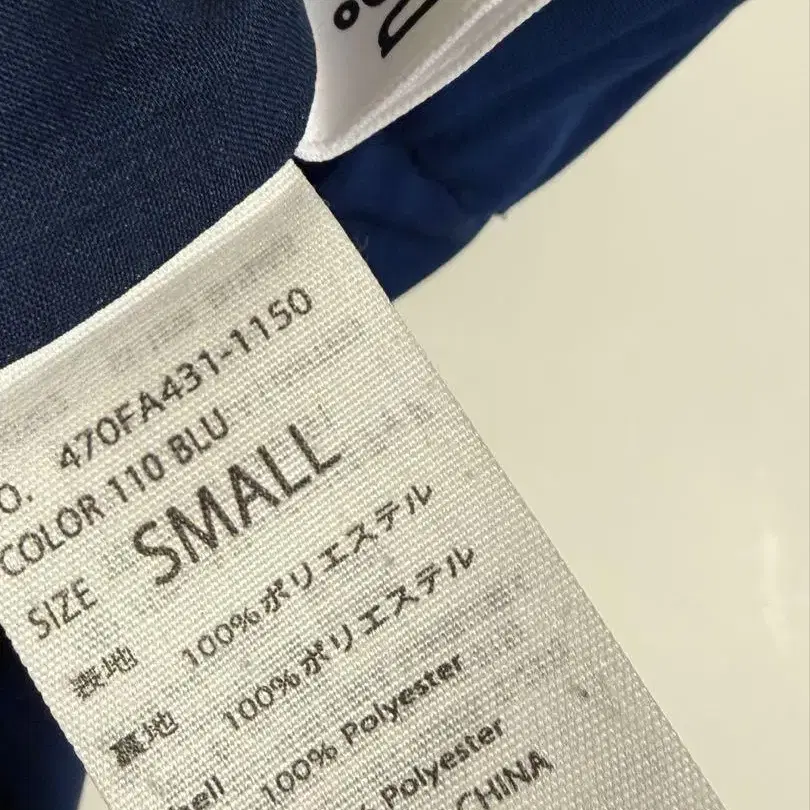 O. 470FA431-1150
COLOR 110 BLU
SIZE SMALL
表地 100%ポリエステル
裏地 100%ポリエステル
ell 100% Polyester
% Polyester
CHINA